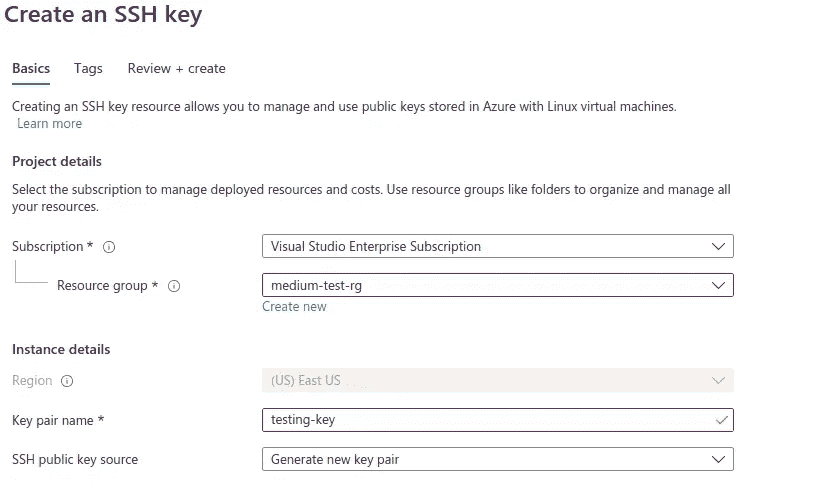 Create an SSH key
Basics Tags Review + create
Creating an SSH key resource allows you to manage and use public keys stored in Azure with Linux virtual machines.
Learn more
Project details
Select the subscription to manage deployed resources and costs. Use resource groups like folders to organize and manage all
your resources.
Subscription * Visual Studio Enterprise Subscription
Resource group * medium-test-rg
Create new
Instance details
Region (US) East US
Key pair name * testing-key
SSH public key source Generate new key pair